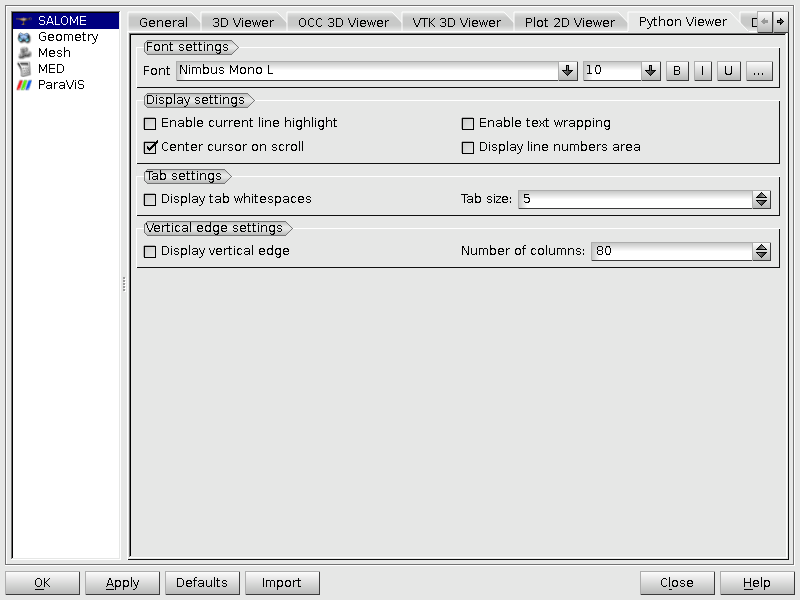 SALOME
Geometry
Mesh
MED
ParaViS
General 3D Viewer OCC 3D Viewer VTK 3D Viewer Plot 2D Viewer Python Viewer
Font settings
Font Nimbus Mono L 10 B I U ...
Display settings
Enable current line highlight Enable text wrapping
Center cursor on scroll Display line numbers area
Tab settings
Display tab whitespaces Tab size: 5
Vertical edge settings
Display vertical edge Number of columns: 80
OK Apply Defaults Import Close Help